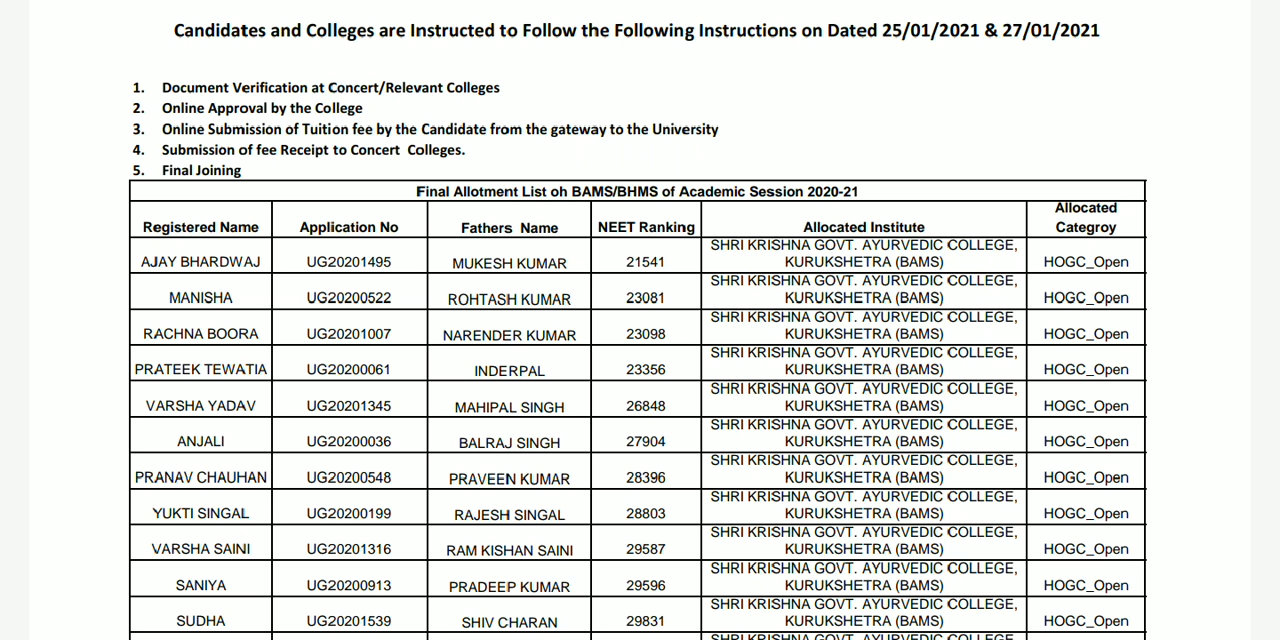 Candidates and Colleges are Instructed to Follow the Following Instructions on Dated 25/01/2021 & 27/01/2021
1. Document Verification at Concert/Relevant Colleges
2. Online Approval by the College
3. Online Submission of Tuition fee by the Candidate from the gateway to the University
4. Submission of fee Receipt to Concert Colleges.
5. Final Joining
Final Allotment List oh BAMS/BHMS of Academic Session 2020-21
Registered Name Application No Fathers Name NEET Ranking Allocated Institute Allocated
Categroy
SHRI KRISHNA GOVT. AYURVEDIC COLLEGE,
AJAY BHARDWAJ UG20201495 MUKESH KUMAR 21541 KURUKSHETRA (BAMS) HOGC_Open
SHRI KRISHNA GOVT. AYURVEDIC COLLEGE,
MANISHA UG20200522 ROHTASH KUMAR 23081 KURUKSHETRA (BAMS) HOGC_Open
SHRI KRISHNA GOVT. AYURVEDIC COLLEGE,
RACHNA BOORA UG20201007 NARENDER KUMAR 23098 KURUKSHETRA (BAMS) HOGC_Open
SHRI KRISHNA GOVT. AYURVEDIC COLLEGE,
PRATEEK TEWATIA UG20200061 INDERPAL 23356 KURUKSHETRA (BAMS) HOGC_Open
SHRI KRISHNA GOVT. AYURVEDIC COLLEGE,
VARSHA YADAV UG20201345 MAHIPAL SINGH 26848 KURUKSHETRA (BAMS) HOGC_Open
SHRI KRISHNA GOVT. AYURVEDIC COLLEGE,
ANJALI UG20200036 BALRAJ SINGH 27904 KURUKSHETRA (BAMS) HOGC_Open
SHRI KRISHNA GOVT. AYURVEDIC COLLEGE,
PRANAV CHAUHAN UG20200548 PRAVEEN KUMAR 28396 KURUKSHETRA (BAMS) HOGC_Open
SHRI KRISHNA GOVT. AYURVEDIC COLLEGE,
YUKTI SINGAL UG20200199 RAJESH SINGAL 28803 KURUKSHETRA (BAMS) HOGC_Open
SHRI KRISHNA GOVT. AYURVEDIC COLLEGE,
VARSHA SAINI UG20201316 RAM KISHAN SAINI 29587 KURUKSHETRA (BAMS) HOGC_Open
SHRI KRISHNA GOVT. AYURVEDIC COLLEGE,
SANIYA UG20200913 PRADEEP KUMAR 29596 KURUKSHETRA (BAMS) HOGC_Open
SHRI KRISHNA GOVT. AYURVEDIC COLLEGE,
SUDHA UG20201539 SHIV CHARAN 29831 KURUKSHETRA (BAMS) HOGC_Open